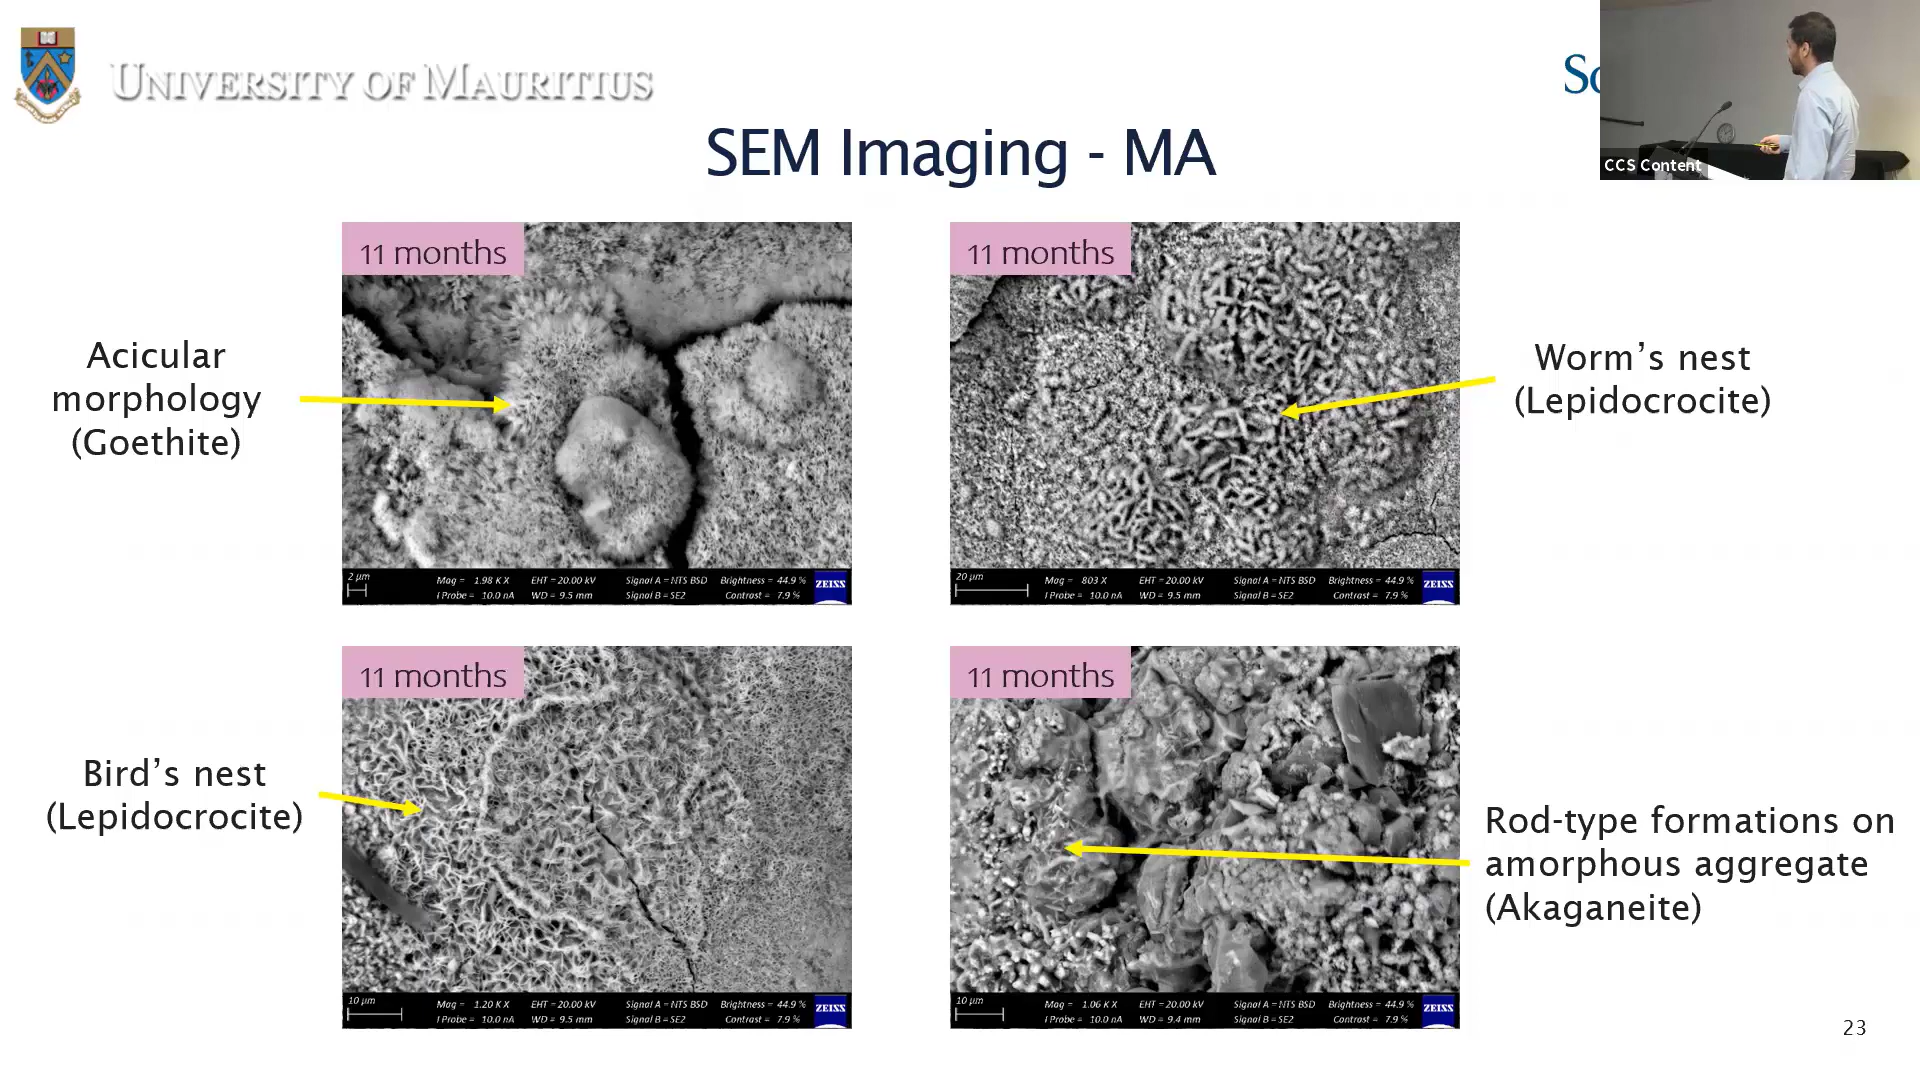 UNIVERSITY OF MAURITIUS
CCS Content
SEM Imaging - MA
11 months
Acicular
morphology
(Goethite)
2 µm
Mag = 1.98 K X EHT = 20.00 kV Signal A = NTS BSD Brightness = 44.9 %
I Probe = 10.0 nA WD = 9.5 mm Signal B = SE2 Contrast = 7.9 %
ZEISS
11 months
Worm’s nest
(Lepidocrocite)
20 µm
Mag = 803 X EHT = 20.00 kV Signal A = NTS BSD Brightness = 44.9 %
I Probe = 10.0 nA WD = 9.5 mm Signal B = SE2 Contrast = 7.9 %
ZEISS
11 months
Bird’s nest
(Lepidocrocite)
10 µm
Mag = 1.20 K X EHT = 20.00 kV Signal A = NTS BSD Brightness = 44.9 %
I Probe = 10.0 nA WD = 9.5 mm Signal B = SE2 Contrast = 7.9 %
ZEISS
11 months
Rod-type formations on
amorphous aggregate
(Akaganeite)
10 µm
Mag = 1.06 K X EHT = 20.00 kV Signal A = NTS BSD Brightness = 44.9 %
I Probe = 10.0 nA WD = 9.4 mm Signal B = SE2 Contrast = 7.9 %
ZEISS
23